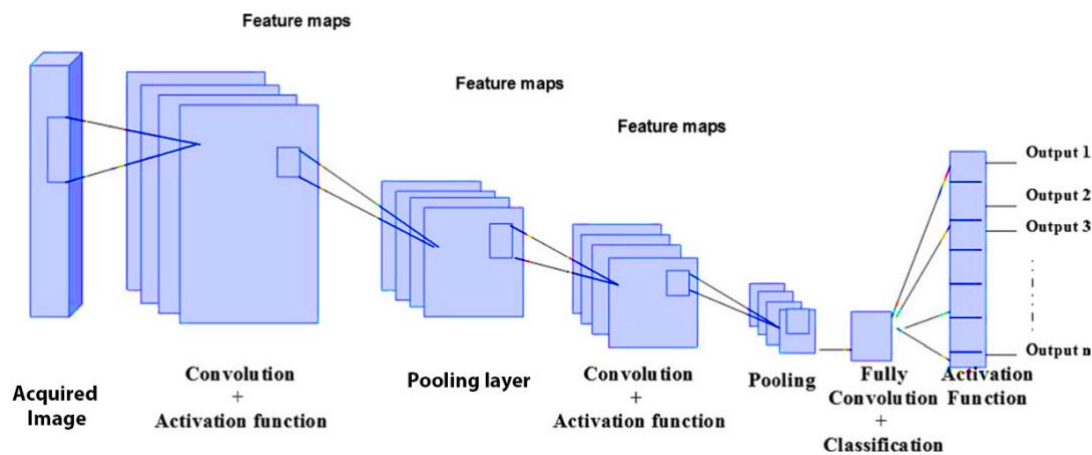 Feature maps
Feature maps
Feature maps
Output 1
Output 2
Output 3
Output n
Acquired
Image
Convolution
+
Activation function
Pooling layer
Convolution
+
Activation function
Pooling
Fully
Convolution
+
Classification
Activation
Function